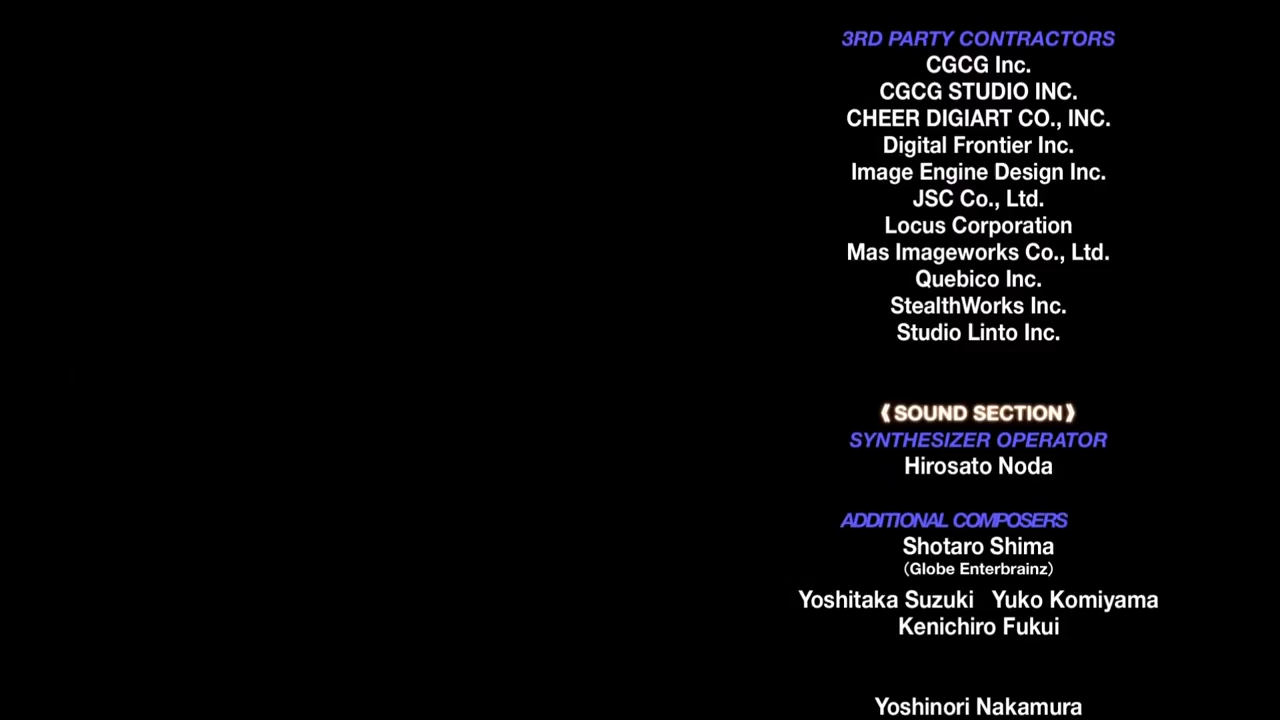 3RD PARTY CONTRACTORS
CGCG Inc.
CGCG STUDIO INC.
CHEER DIGIART CO., INC.
Digital Frontier Inc.
Image Engine Design Inc.
JSC Co., Ltd.
Locus Corporation
Mas Imageworks Co., Ltd.
Quebico Inc.
StealthWorks Inc.
Studio Linto Inc.
《SOUND SECTION》
SYNTHESIZER OPERATOR
Hirosato Noda
ADDITIONAL COMPOSERS
Shotaro Shima
（Globe Enterbrainz）
Yoshitaka Suzuki Yuko Komiyama
Kenichiro Fukui
Yoshinori Nakamura